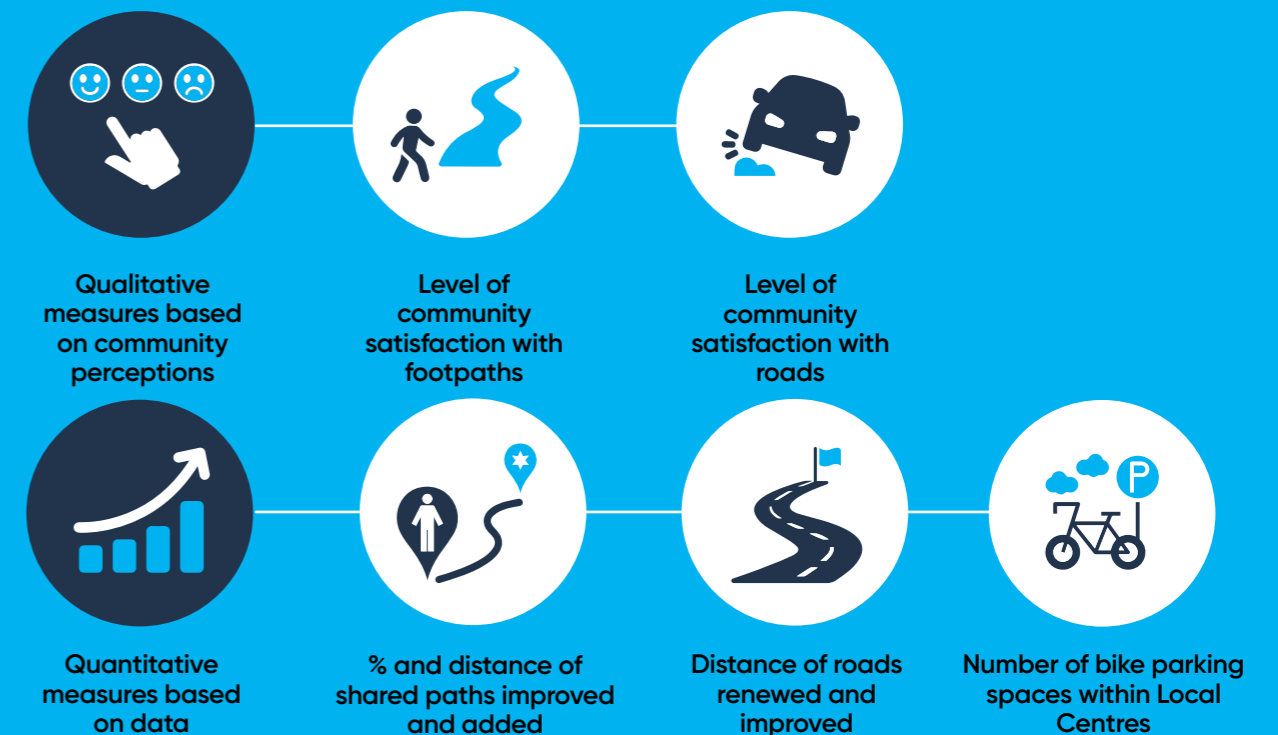 Qualitative
measures based
on community
perceptions
Level of
community
satisfaction with
footpaths
Level of
community
satisfaction with
roads
P
Quantitative
measures based
on data
% and distance of
shared paths improved
and added
Distance of roads
renewed and
improved
Number of bike parking
spaces within Local
Centres